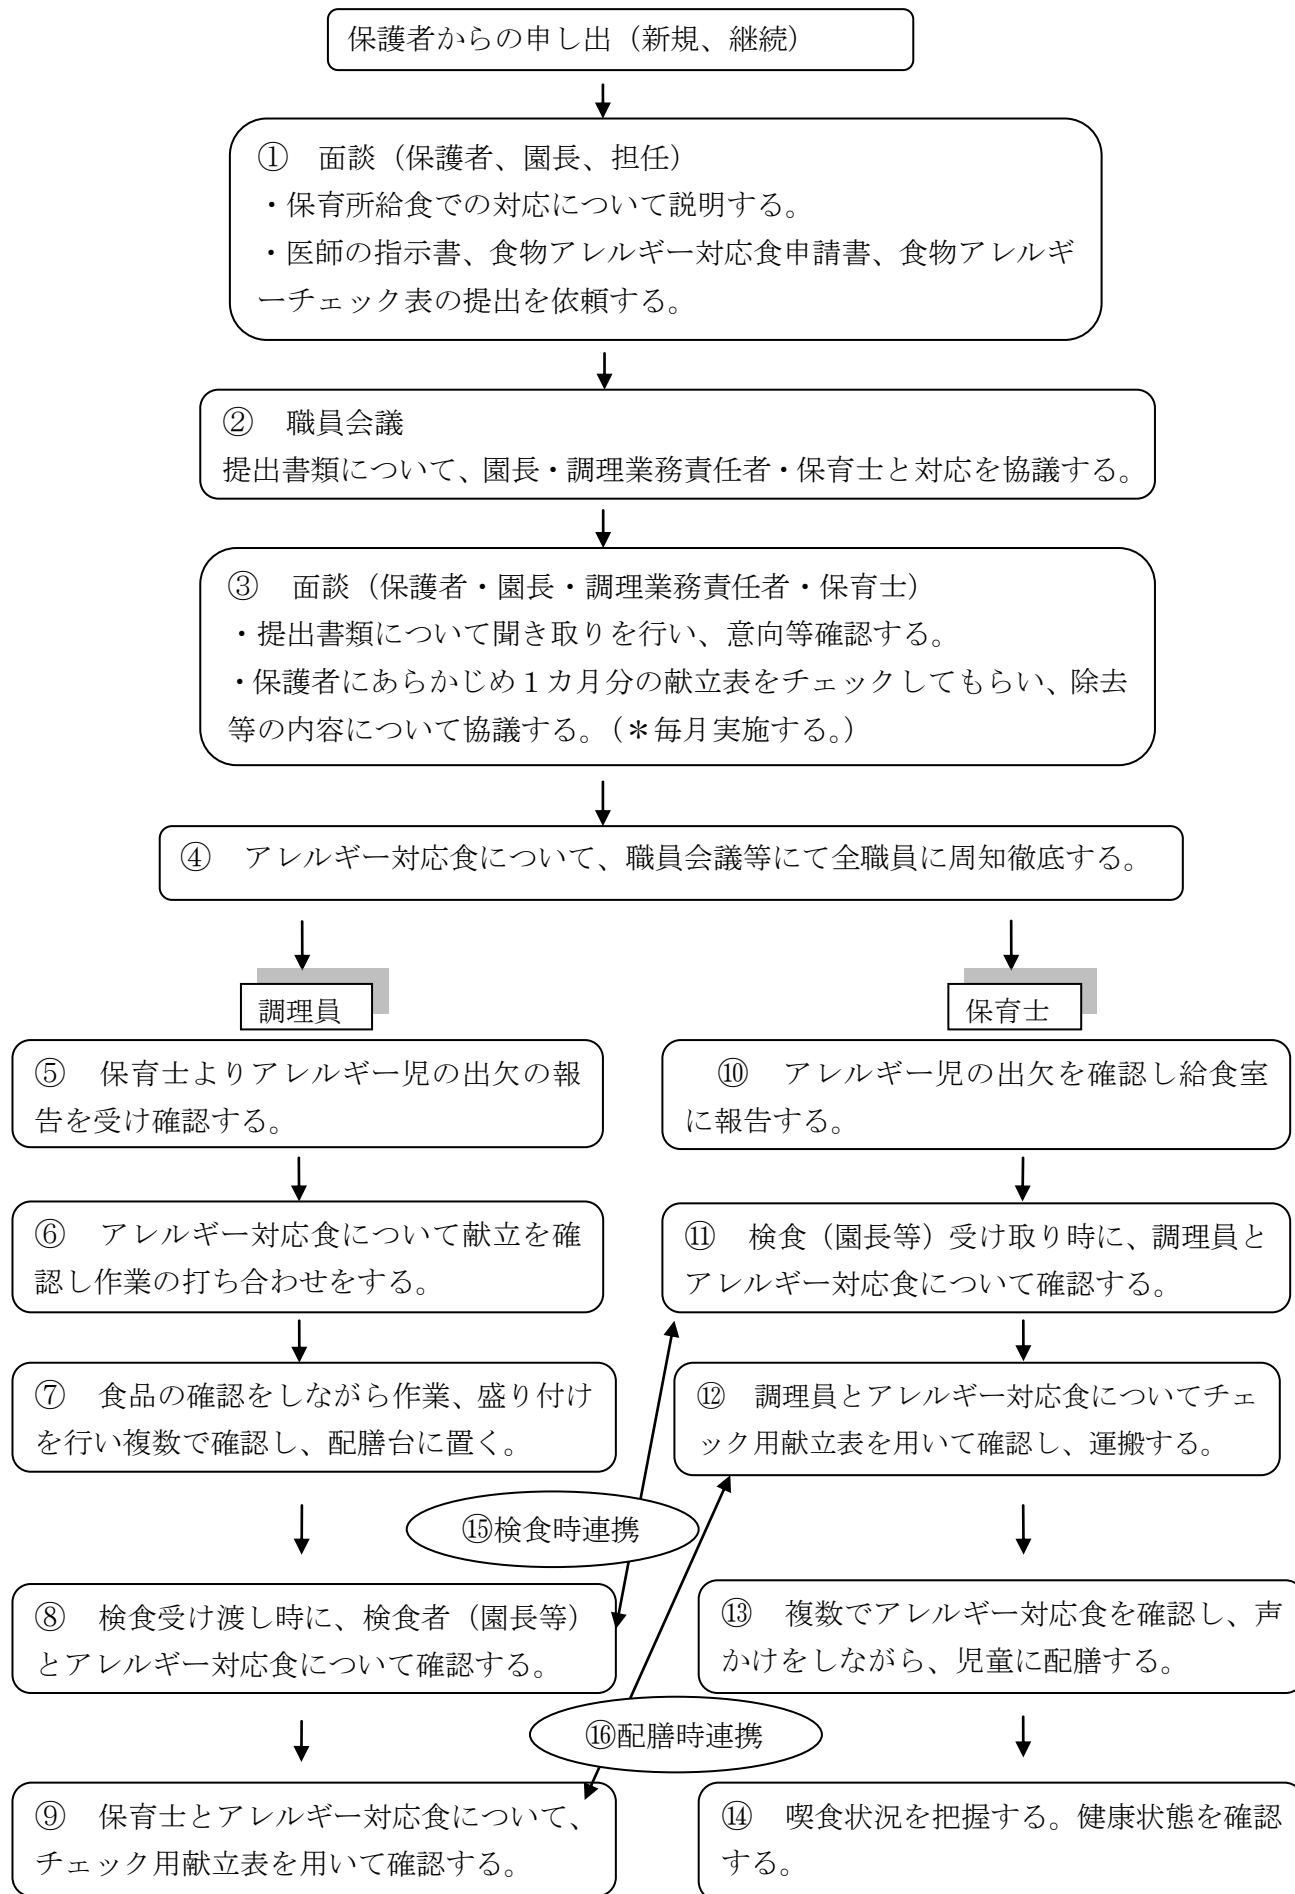 保護者からの申し出（新規、継続）
①　面談（保護者、園長、担任）
・保育所給食での対応について説明する。
・医師の指示書、食物アレルギー対応食申請書、食物アレルギ
ーチェック表の提出を依頼する。
②　職員会議
提出書類について、園長・調理業務責任者・保育士と対応を協議する。
③　面談（保護者・園長・調理業務責任者・保育士）
・提出書類について聞き取りを行い、意向等確認する。
・保護者にあらかじめ１カ月分の献立表をチェックしてもらい、除去
等の内容について協議する。（＊毎月実施する。）
④　アレルギー対応食について、職員会議等にて全職員に周知徹底する。
調理員
⑤　保育士よりアレルギー児の出欠の報
告を受け確認する。
⑥　アレルギー対応食について献立を確
認し作業の打ち合わせをする。
⑦　食品の確認をしながら作業、盛り付け
を行い複数で確認し、配膳台に置く。
⑧　検食受け渡し時に、検食者（園長等）
とアレルギー対応食について確認する。
⑨　保育士とアレルギー対応食について、
チェック用献立表を用いて確認する。
保育士
⑩　アレルギー児の出欠を確認し給食室
に報告する。
⑪　検食（園長等）受け取り時に、調理員と
アレルギー対応食について確認する。
⑫　調理員とアレルギー対応食についてチェ
ック用献立表を用いて確認し、運搬する。
⑬　複数でアレルギー対応食を確認し、声
かけをしながら、児童に配膳する。
⑭　喫食状況を把握する。健康状態を確認
する。
⑮検食時連携
⑯配膳時連携